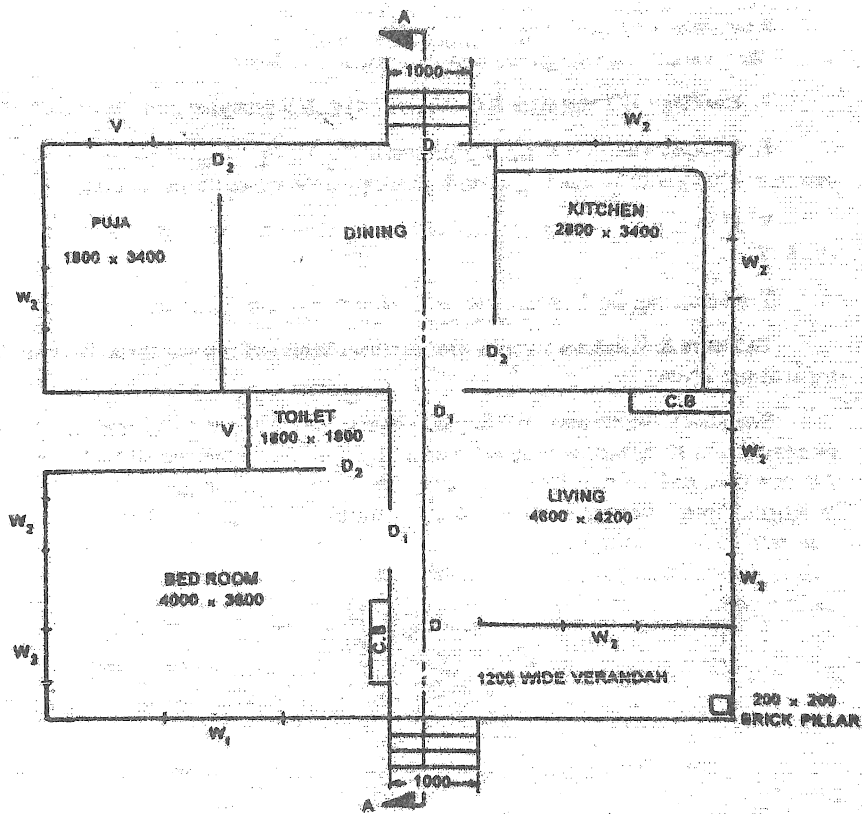 A
1000
V
W2
D2
D
PUJA
1800 x 3400
DINING
KITCHEN
2800 x 3400
W2
W2
D2
C.B
TOILET
1800 x 1800
V
D1
D2
W2
W2
LIVING
4600 x 4200
D1
BED ROOM
4000 x 3600
W2
C.B
D
W2
W2
1200 WIDE VERANDAH
200 x 200
BRICK PILLAR
W1
1000
A